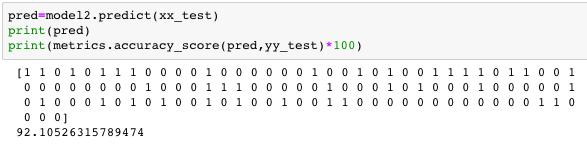 pred=model2.predict(xx_test)
print(pred)
print(metrics.accuracy_score(pred,yy_test)*100)
[1 1 0 1 0 1 1 1 0 0 0 0 1 0 0 0 0 0 0 1 0 0 1 0 1 0 0 1 1 1 1 0 1 1 0 0 1
0 0 0 0 0 0 0 0 1 0 0 0 1 1 1 0 0 0 0 0 1 0 0 0 1 0 1 0 0 0 1 0 0 0 1 0 1
0 1 0 0 0 1 0 1 0 1 0 0 1 0 1 0 0 1 0 0 1 1 0 0 0 0 0 0 0 0 0 0 0 0 1 1 0
0 0 0]
92.10526315789474